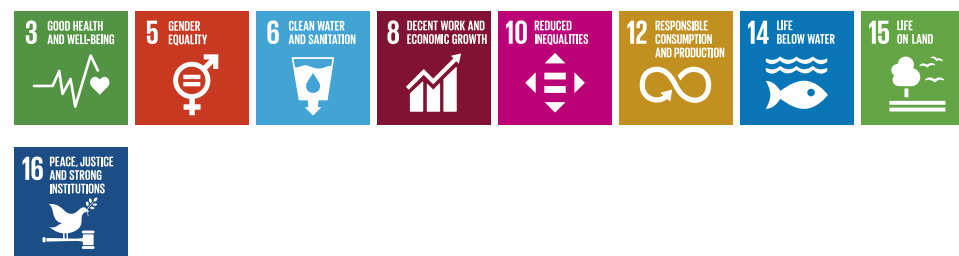 3 GOOD HEALTH
AND WELL-BEING
5 GENDER
EQUALITY
6 CLEAN WATER
AND SANITATION
8 DECENT WORK AND
ECONOMIC GROWTH
10 REDUCED
INEQUALITIES
12 RESPONSIBLE
CONSUMPTION
AND PRODUCTION
14 LIFE
BELOW WATER
15 LIFE
ON LAND
16 PEACE, JUSTICE
AND STRONG
INSTITUTIONS